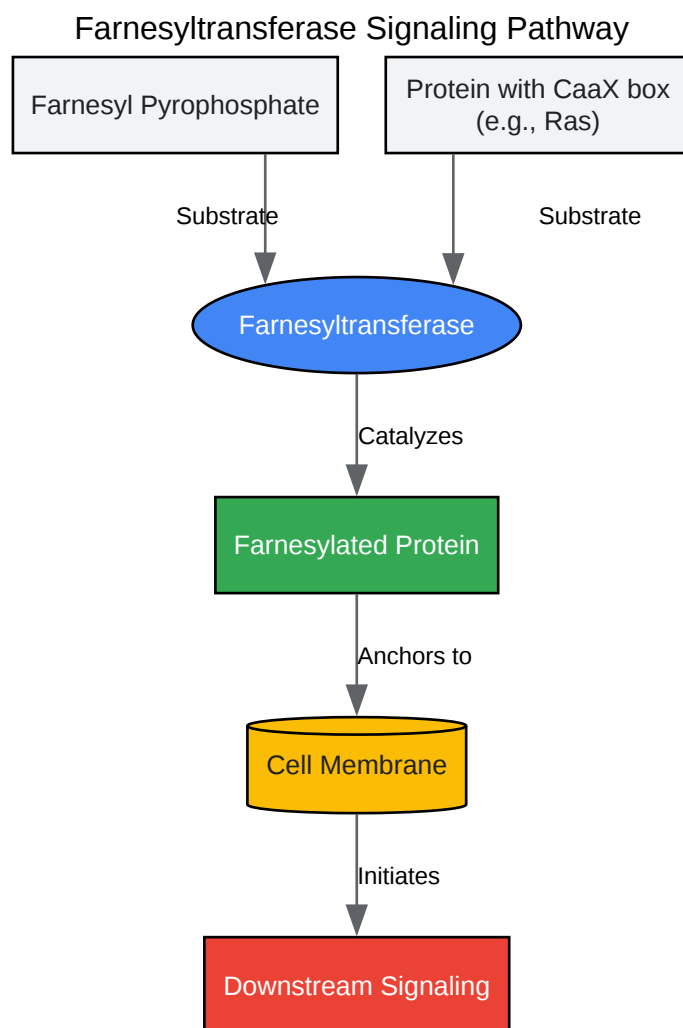 Farnesyltransferase Signaling Pathway
Farnesyl Pyrophosphate
Protein with CaaX box
(e.g., Ras)
Substrate
Substrate
Farnesyltransferase
Catalyzes
Farnesylated Protein
Anchors to
Cell Membrane
Initiates
Downstream Signaling